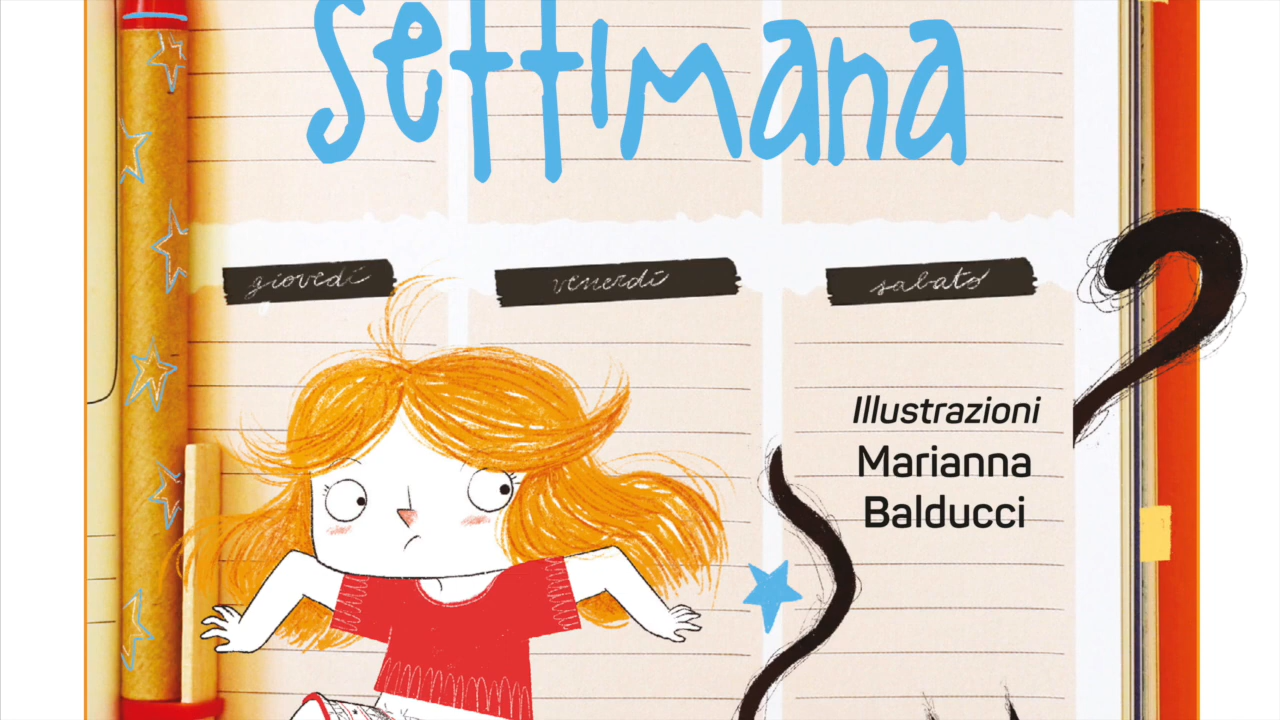 settimana
giovedì venerdì sabato
Illustrazioni
Marianna
Balducci